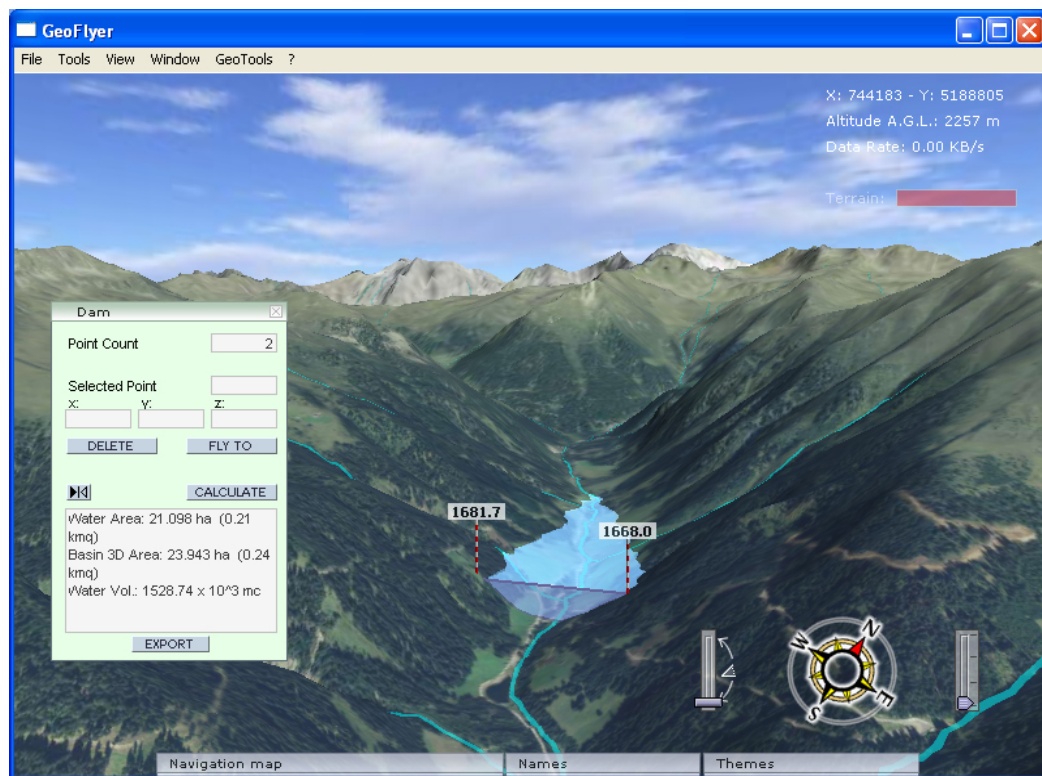 GeoFlyer
File Tools View Window GeoTools ?
X: 744183 - Y: 5188805
Altitude A.G.L.: 2257 m
Data Rate: 0.00 KB/s
Terrain:
Dam
Point Count 2
Selected Point
X: Y: Z:
DELETE FLY TO
CALCULATE
Water Area: 21.098 ha (0.21
kmq)
Basin 3D Area: 23.943 ha (0.24
kmq)
Water Vol.: 1528.74 x 10^3 mc
EXPORT
1681.7
1668.0
W N
S E
Navigation map Names Themes